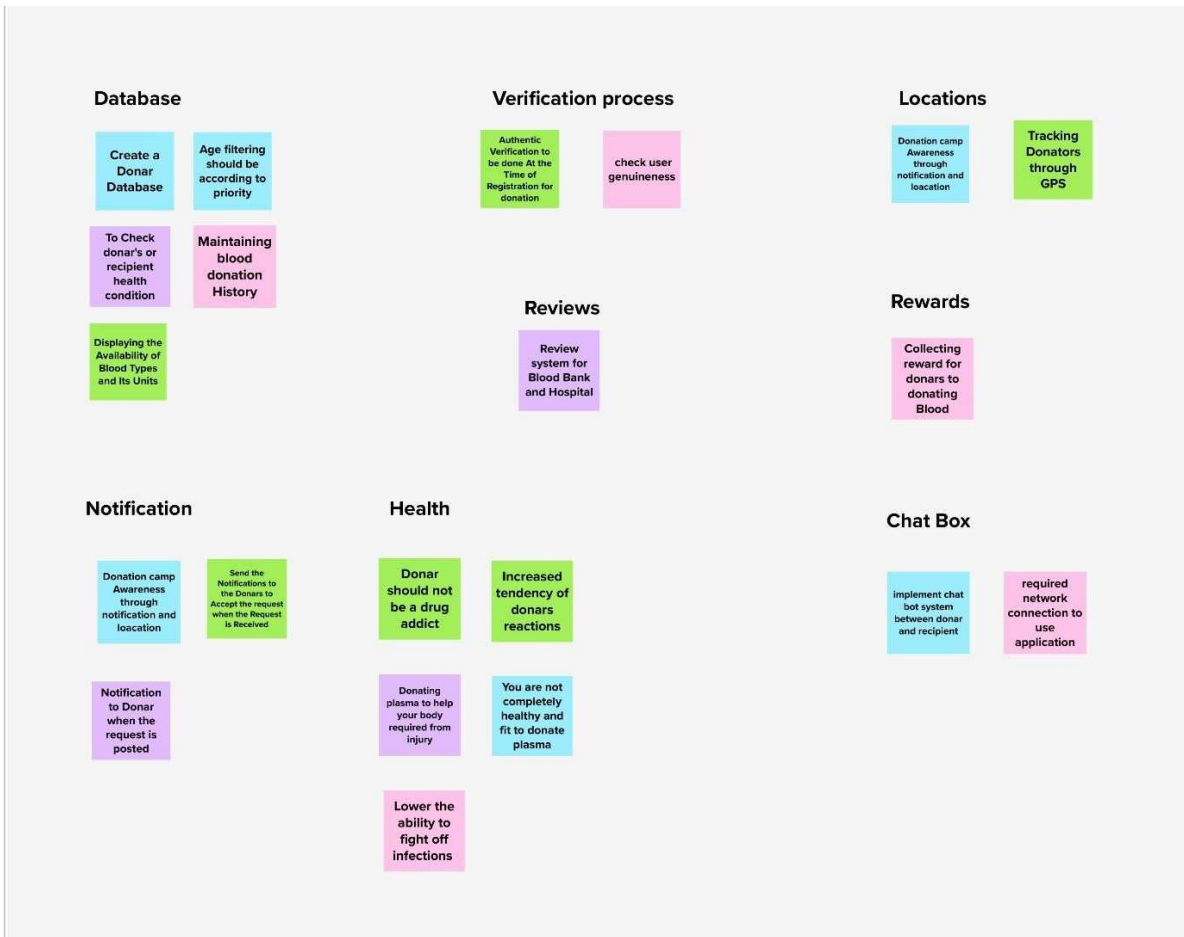 Database
Create a
Donar
Database
Age filtering
should be
according to
priority
To Check
donar's or
recipient
health
condition
Maintaining
blood
donation
History
Displaying the
Availability of
Blood Types
and Its Units
Verification process
Authentic
Verification to
be done At the
Time of
Registration for
donation
check user
genuineness
Locations
Donation camp
Awareness
through
notification and
loacation
Tracking
Donators
through
GPS
Reviews
Review
system for
Blood Bank
and Hospital
Rewards
Collecting
reward for
donars to
donating
Blood
Notification
Donation camp
Awareness
through
notification and
loacation
Send the
Notifications to
the Donars to
Accept the request
when the Request
is Received
Notification
to Donar
when the
request is
posted
Health
Donar
should not
be a drug
addict
Increased
tendency of
donars
reactions
Donating
plasma to help
your body
required from
injury
You are not
completely
healthy and
fit to donate
plasma
Lower the
ability to
fight off
infections
Chat Box
implement chat
bot system
between donar
and recipient
required
network
connection to
use
application